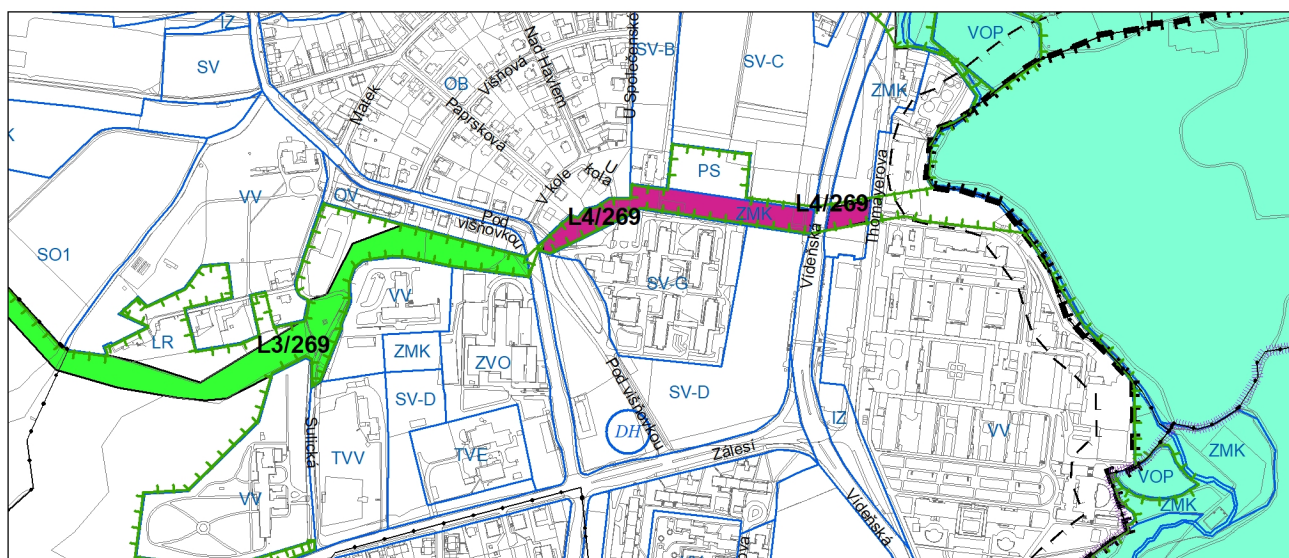 IZ
SV
OB
Matek
Višňová
Paprsková
Nad Havlem
U Společenské
SV-B
SV-C
ZMK
VOP
K
VV
OV
V kole
U
kola
PS
L4/269
ZMK
L4/269
Thomayerova
Pod
višňovkou
Vídeňská
SO1
SV-G
VV
LR
L3/269
ZMK
ZVO
SV-D
Pod višňovkou
SV-D
IZ
VV
DH
Sulická
TVV
TVE
Zálesí
VV
Vídeňská
VOP
ZMK
ZMK